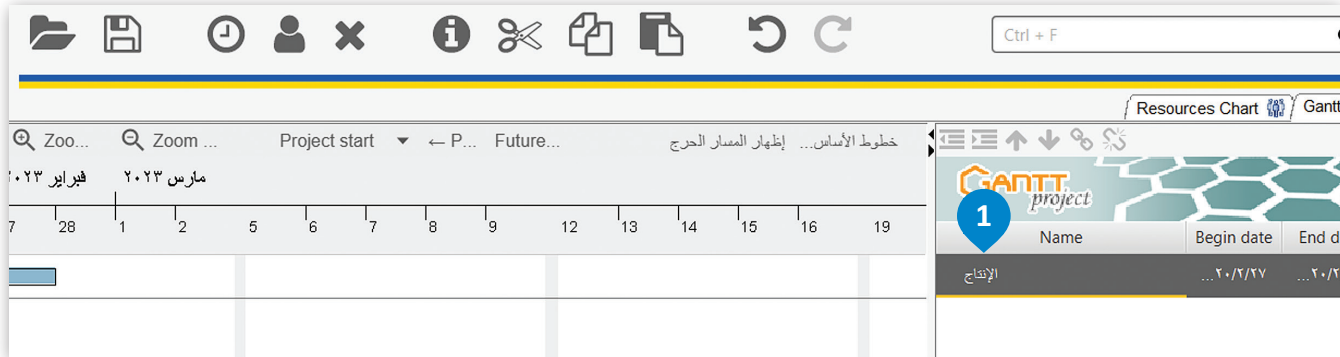 Ctrl + F
Resources Chart Gantt
Zoo... Zoom ... Project start ← P... Future... إظهار المسار الحرج خطوط الأساس...
فبراير ٢٠٢٣ مارس ٢٠٢٣
GANTT
project
1
7 28 1 2 5 6 7 8 9 12 13 14 15 16 19
Name Begin date End d
الإنتاج ...٢٠/٢/٢٧ ...٢٠/٢